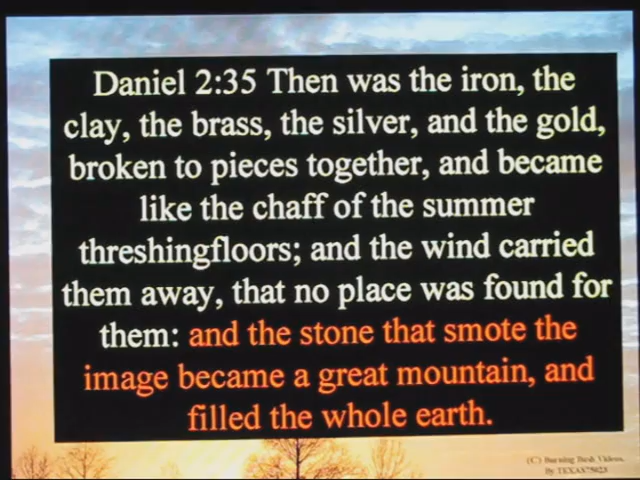 Daniel 2:35 Then was the iron, the
clay, the brass, the silver, and the gold,
broken to pieces together, and became
like the chaff of the summer
threshingfloors; and the wind carried
them away, that no place was found for
them: and the stone that smote the
image became a great mountain, and
filled the whole earth.
(C) Burning Bush Videos.
By TEXAS75023